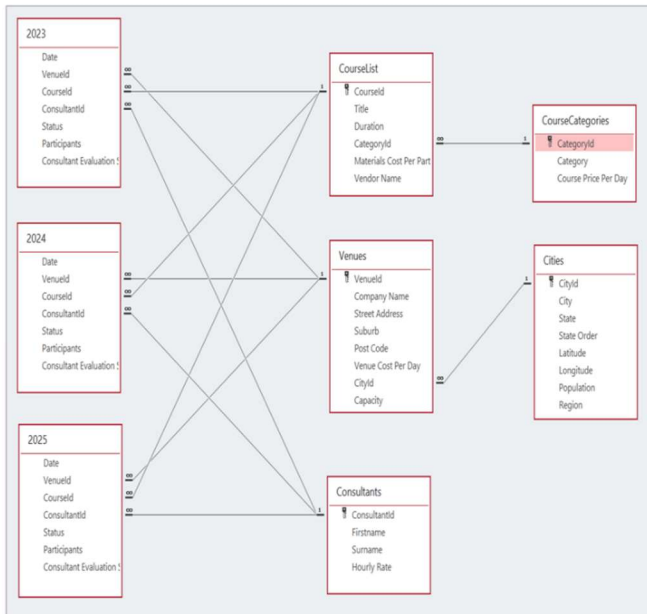 2023
Date
VenueId
CourseId
ConsultantId
Status
Participants
Consultant Evaluation S
2024
Date
VenueId
CourseId
ConsultantId
Status
Participants
Consultant Evaluation S
2025
Date
VenueId
CourseId
ConsultantId
Status
Participants
Consultant Evaluation S
CourseList
CourseId
Title
Duration
CategoryId
Materials Cost Per Part
Vendor Name
Venues
VenueId
Company Name
Street Address
Suburb
Post Code
Venue Cost Per Day
CityId
Capacity
Consultants
ConsultantId
Firstname
Surname
Hourly Rate
CourseCategories
CategoryId
Category
Course Price Per Day
Cities
CityId
City
State
State Order
Latitude
Longitude
Population
Region